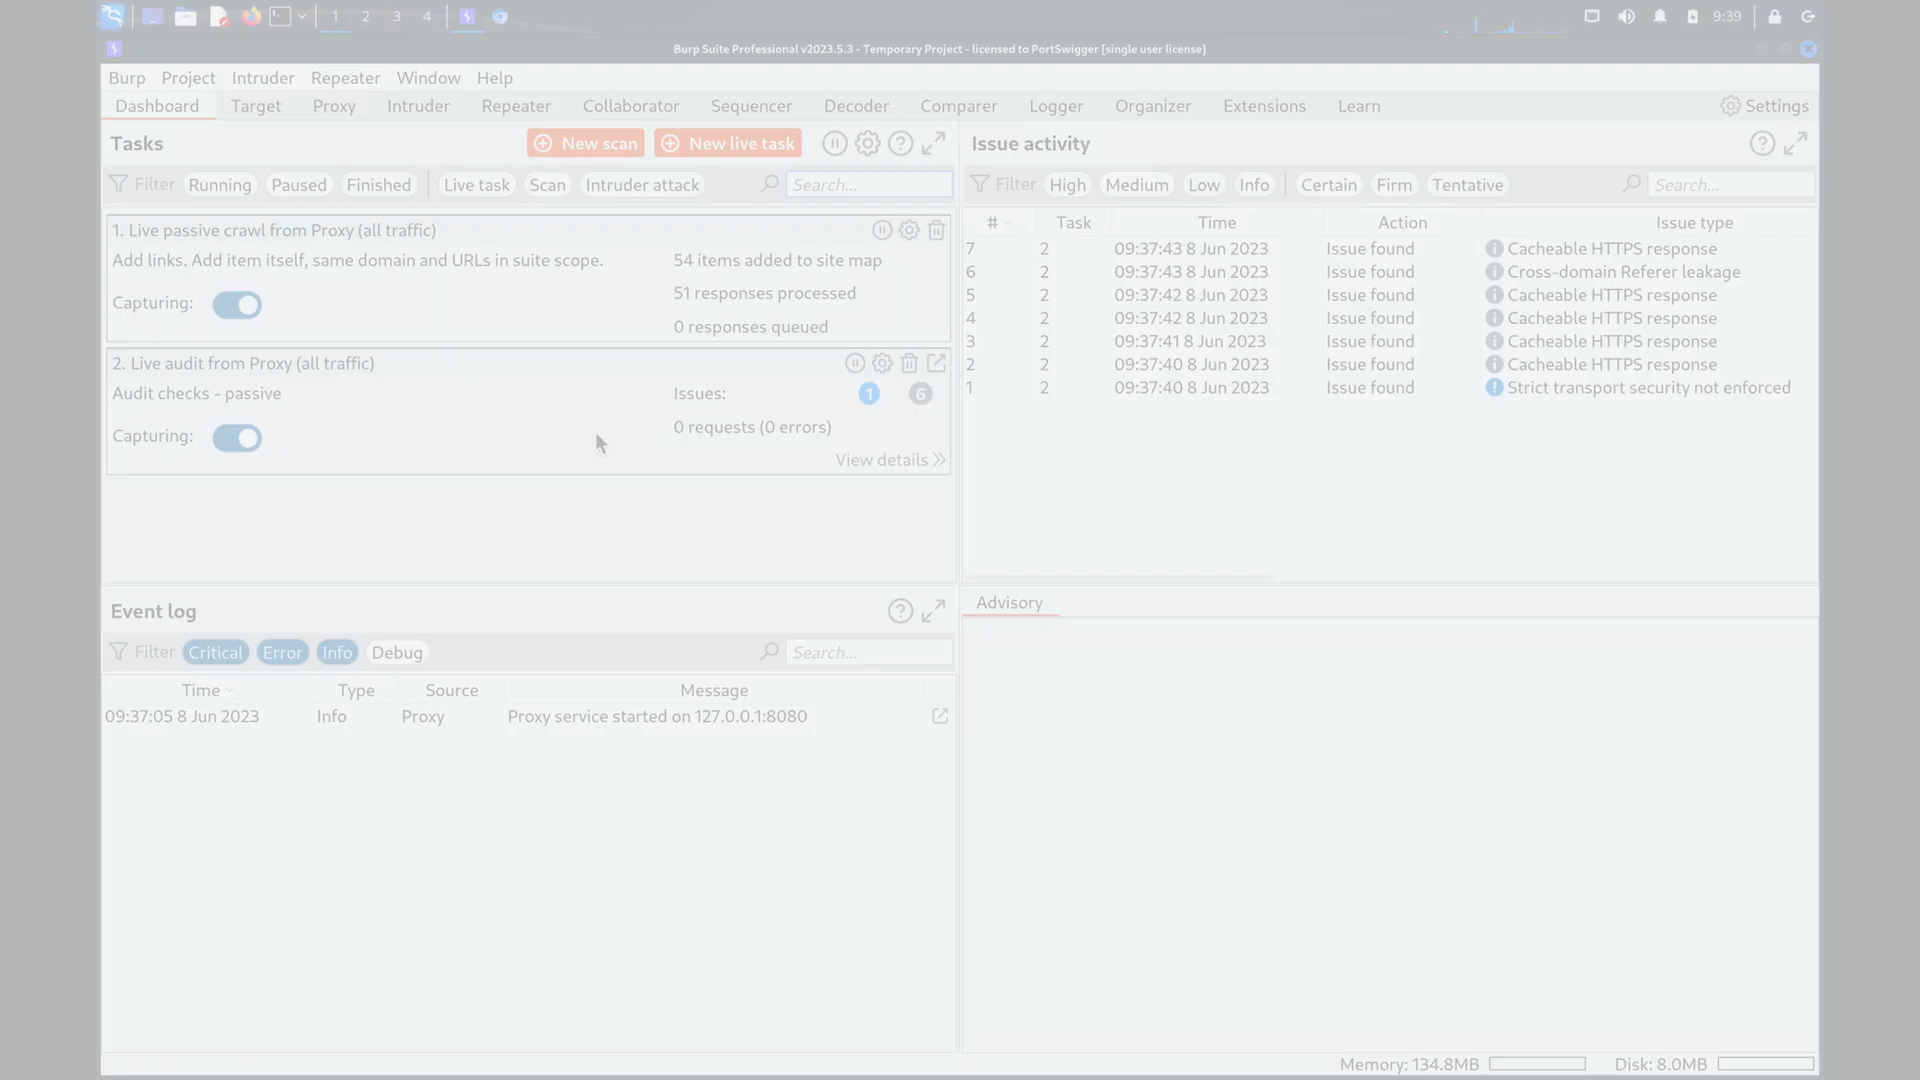 1 2 3 4 9:39
Burp Suite Professional v2023.5.3 - Temporary Project - licensed to PortSwigger [single user license]
Burp Project Intruder Repeater Window Help
Dashboard Target Proxy Intruder Repeater Collaborator Sequencer Decoder Comparer Logger Organizer Extensions Learn Settings
Tasks New scan New live task
Filter Running Paused Finished Live task Scan Intruder attack Search...
1. Live passive crawl from Proxy (all traffic)
Add links. Add item itself, same domain and URLs in suite scope. 54 items added to site map
51 responses processed
Capturing:
0 responses queued
2. Live audit from Proxy (all traffic)
Audit checks - passive Issues: 1 6
0 requests (0 errors)
Capturing:
View details
Issue activity
Filter High Medium Low Info Certain Firm Tentative Search...
# Task Time Action Issue type
7 2 09:37:43 8 Jun 2023 Issue found Cacheable HTTPS response
6 2 09:37:43 8 Jun 2023 Issue found Cross-domain Referer leakage
5 2 09:37:42 8 Jun 2023 Issue found Cacheable HTTPS response
4 2 09:37:42 8 Jun 2023 Issue found Cacheable HTTPS response
3 2 09:37:41 8 Jun 2023 Issue found Cacheable HTTPS response
2 2 09:37:40 8 Jun 2023 Issue found Cacheable HTTPS response
1 2 09:37:40 8 Jun 2023 Issue found Strict transport security not enforced
Event log
Filter Critical Error Info Debug Search...
Time Type Source Message
09:37:05 8 Jun 2023 Info Proxy Proxy service started on 127.0.0.1:8080
Advisory
Memory: 134.8MB Disk: 8.0MB